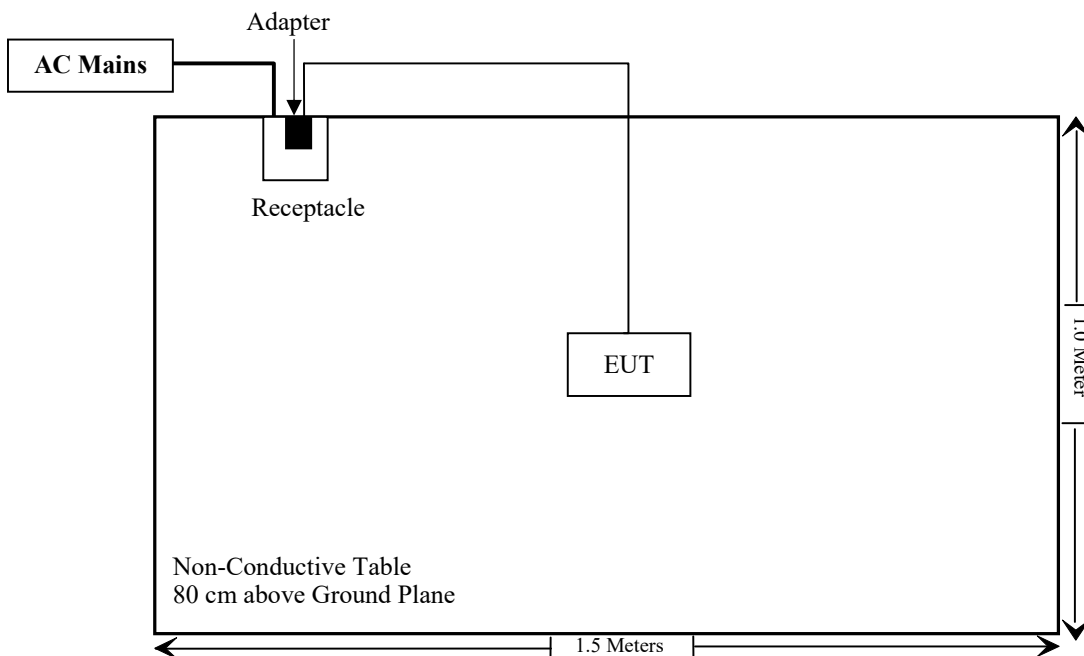 Adapter
AC Mains
Receptacle
EUT
1.0 Meter
Non-Conductive Table
80 cm above Ground Plane
1.5 Meters